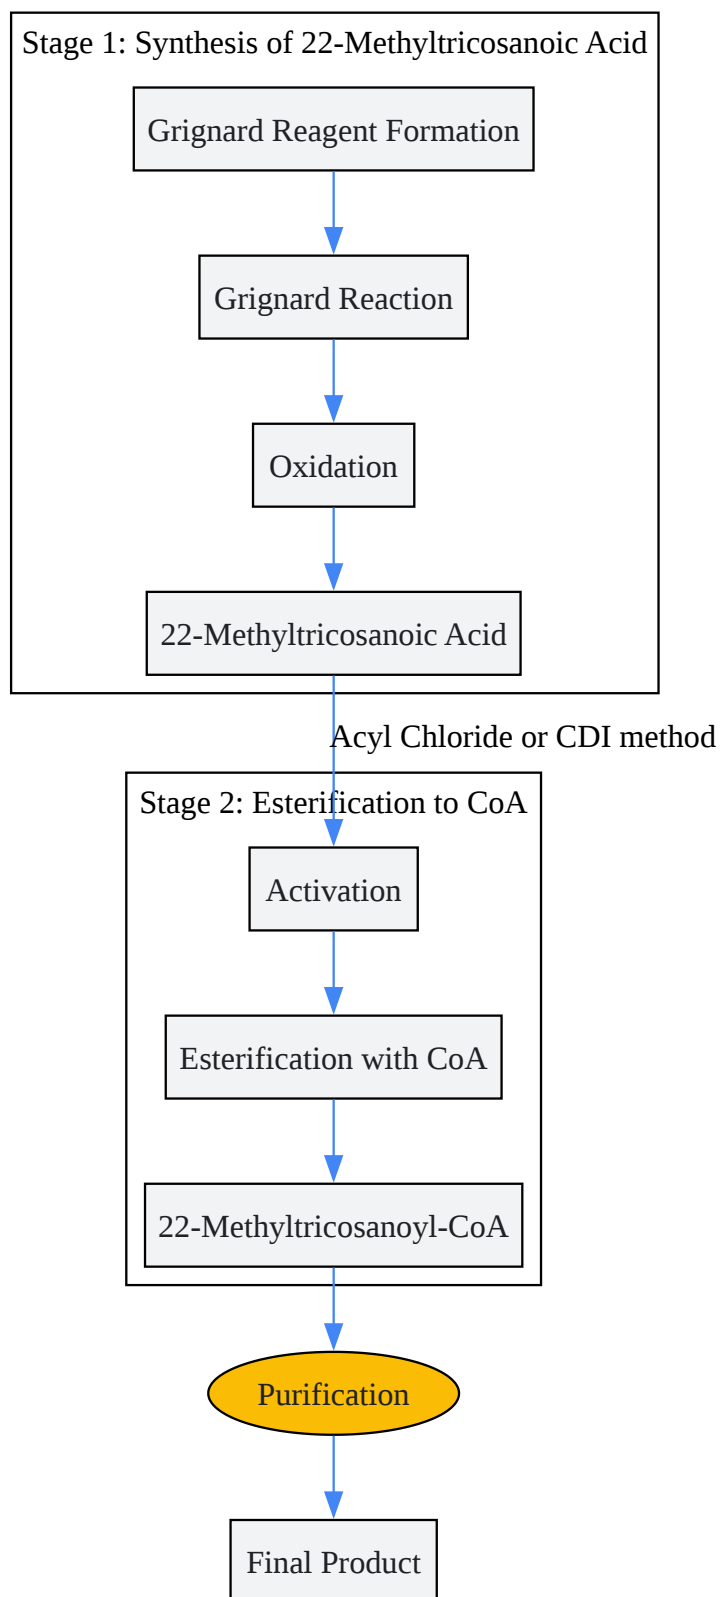 Stage 1: Synthesis of 22-Methyltricosanoic Acid
Grignard Reagent Formation
Grignard Reaction
Oxidation
22-Methyltricosanoic Acid
Acyl Chloride or CDI method
Stage 2: Esterification to CoA
Activation
Esterification with CoA
22-Methyltricosanoyl-CoA
Purification
Final Product